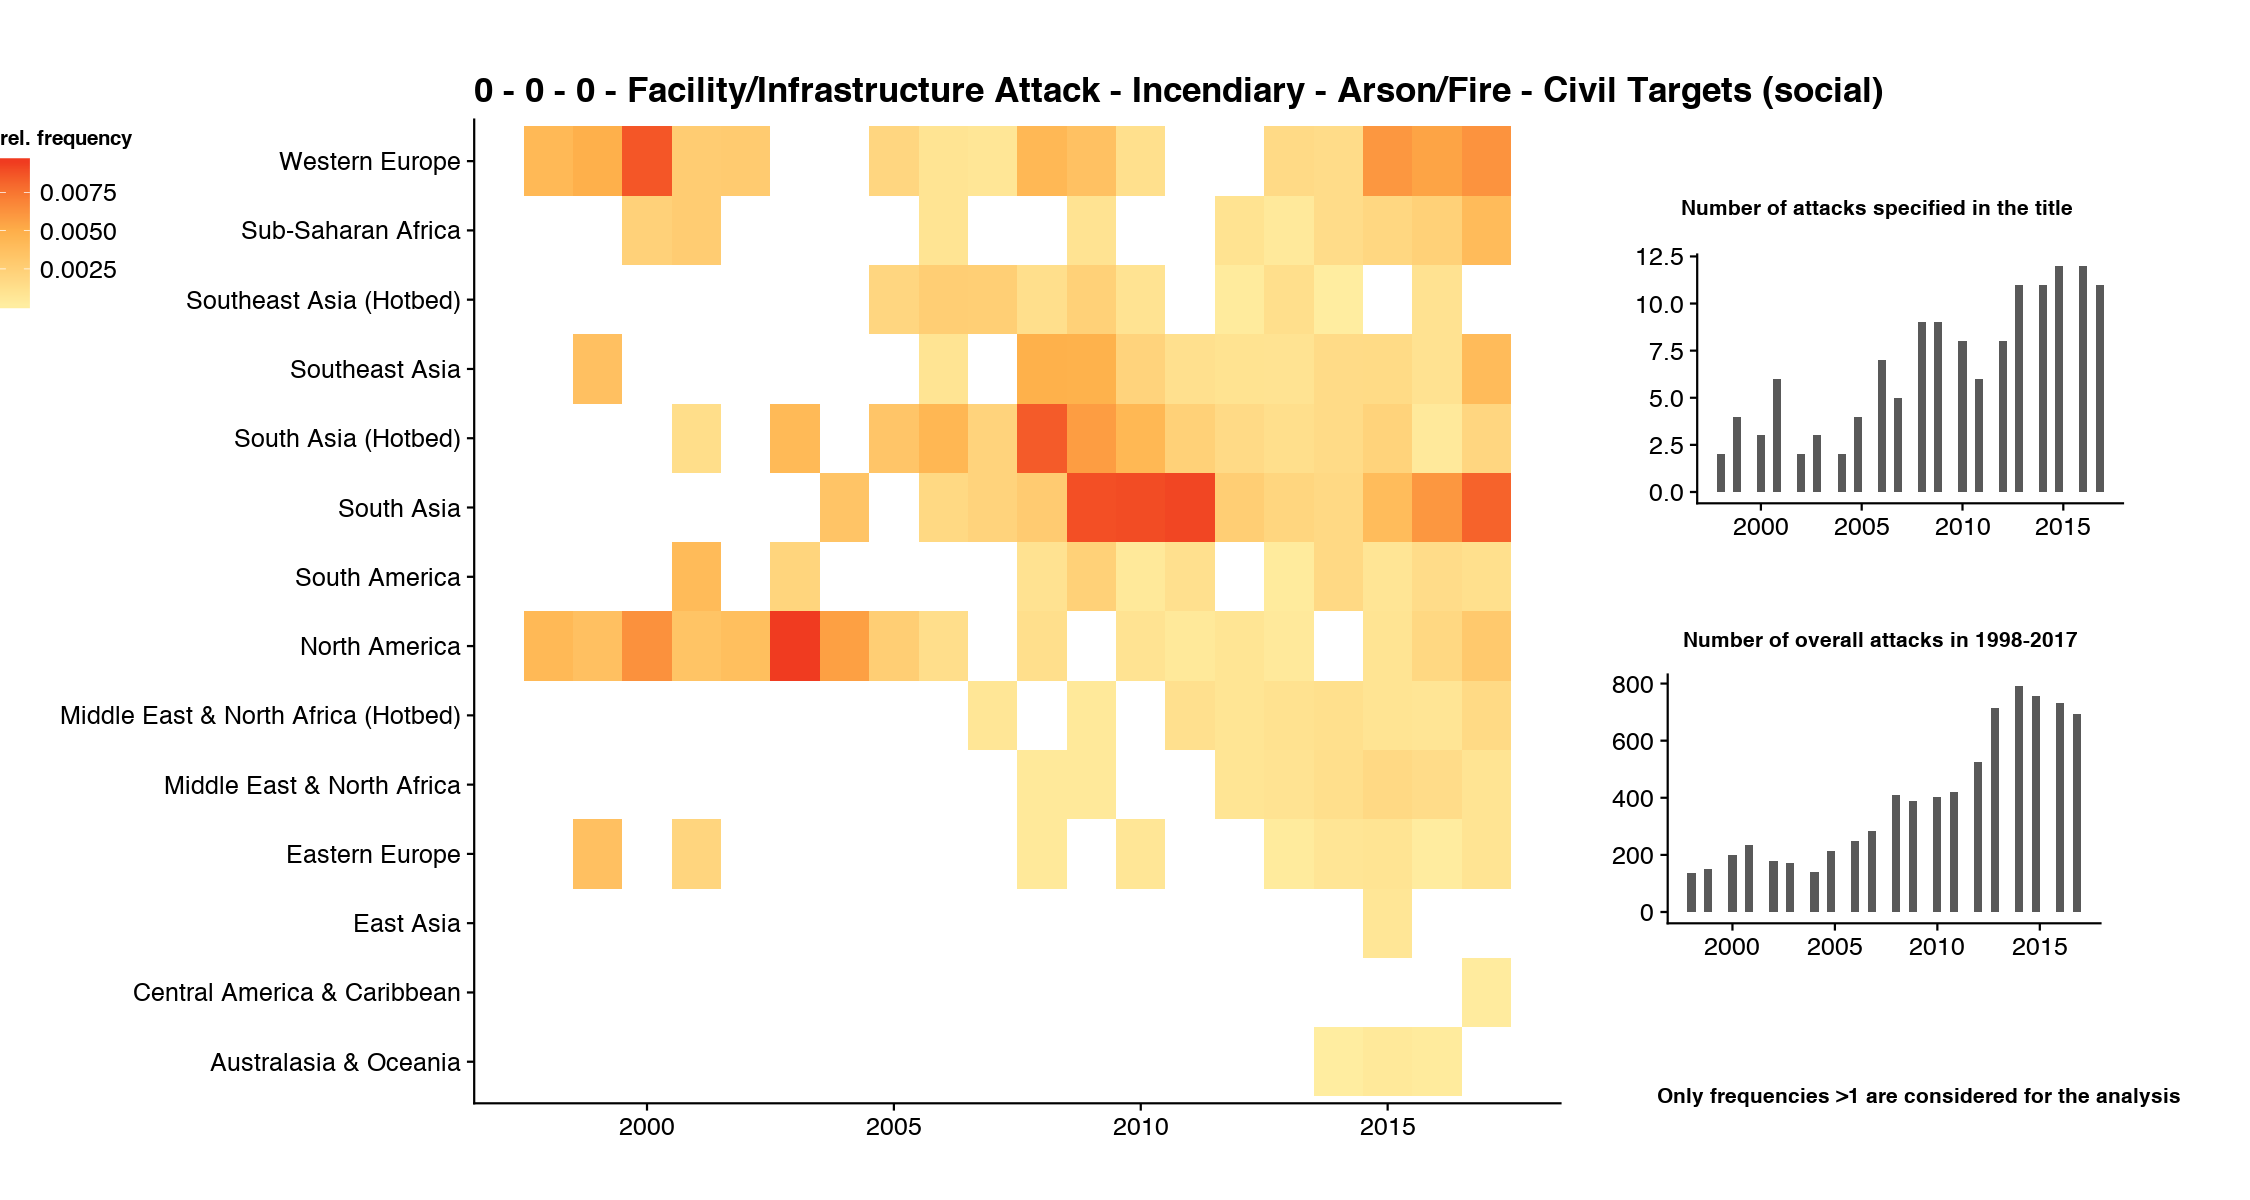 0 - 0 - 0 - Facility/Infrastructure Attack - Incendiary - Arson/Fire - Civil Targets (social)
rel. frequency
0.0075
0.0050
0.0025
Western Europe
Sub-Saharan Africa
Southeast Asia (Hotbed)
Southeast Asia
South Asia (Hotbed)
South Asia
South America
North America
Middle East & North Africa (Hotbed)
Middle East & North Africa
Eastern Europe
East Asia
Central America & Caribbean
Australasia & Oceania
2000 2005 2010 2015
Number of attacks specified in the title
12.5
10.0
7.5
5.0
2.5
0.0
2000 2005 2010 2015
Number of overall attacks in 1998-2017
800
600
400
200
0
2000 2005 2010 2015
Only frequencies >1 are considered for the analysis